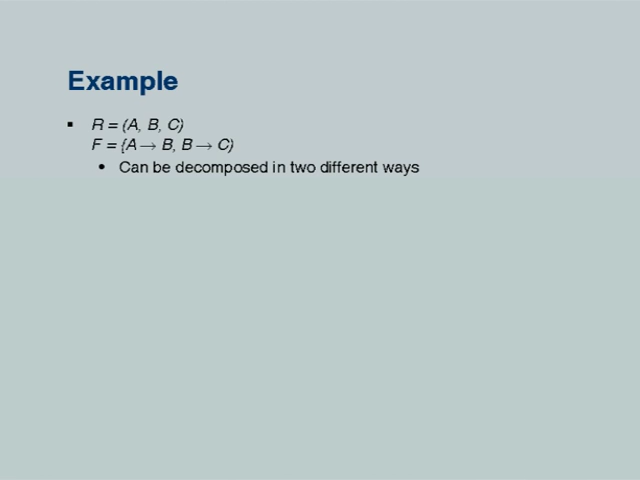 Example
▪ R = (A, B, C)
F = {A → B, B → C)
• Can be decomposed in two different ways